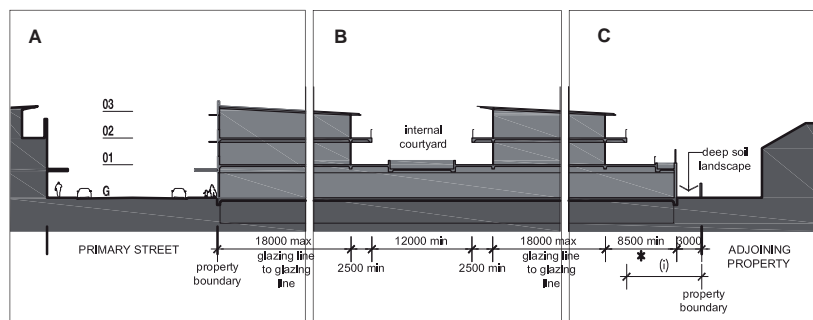 A
B
C
03
02
01
G
internal
courtyard
deep soil
landscape
PRIMARY STREET
property
boundary
18000 max
glazing line
to glazing
line
2500 min
12000 min
2500 min
18000 max
glazing line
to glazing
line
8500 min
*
3000
(i)
property
boundary
ADJOINING
PROPERTY